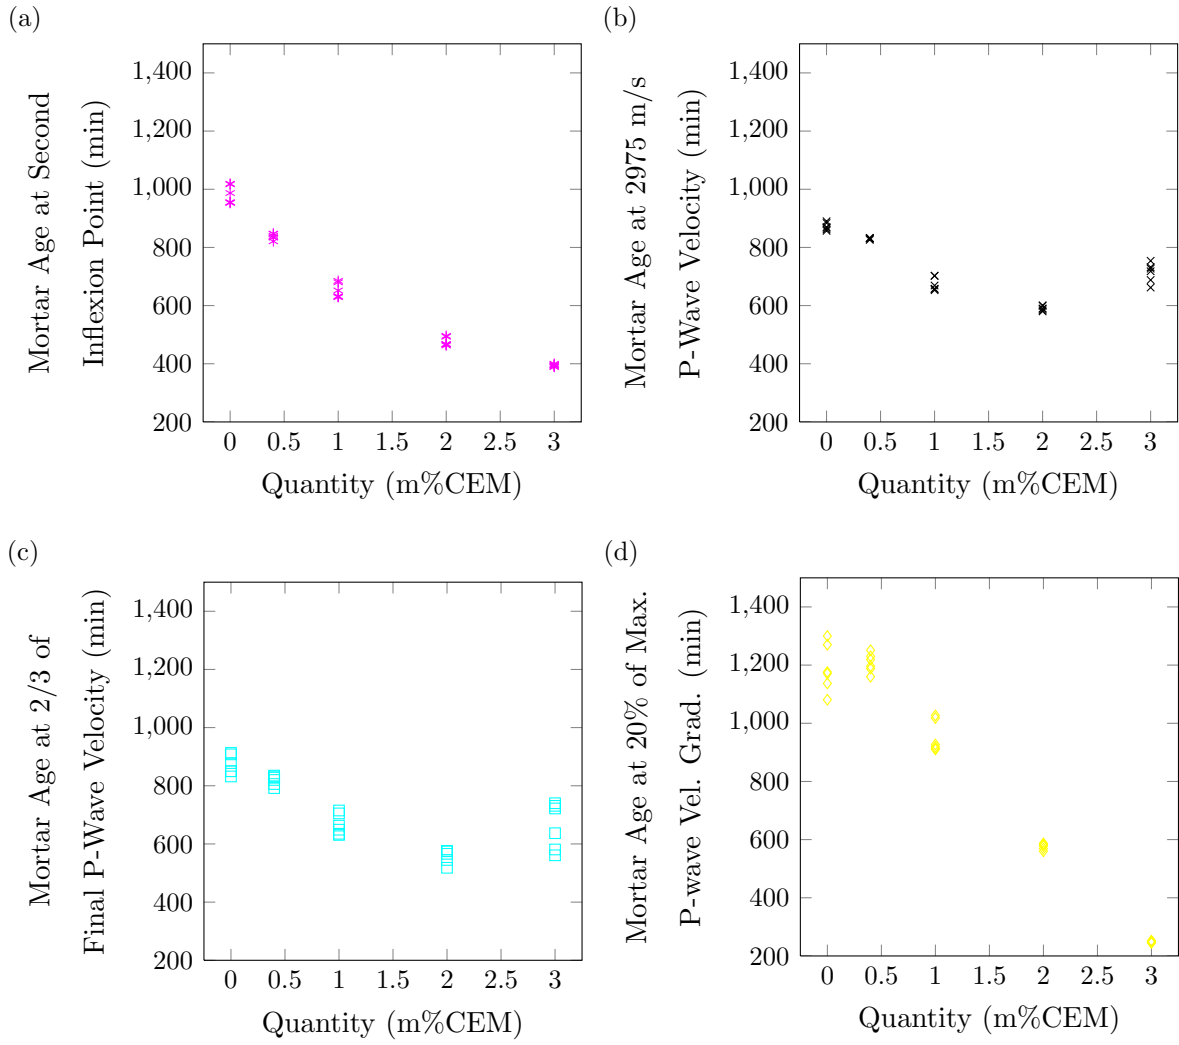 (a)
Mortar Age at Second
Inflexion Point (min)
1,400
1,200
1,000
800
600
400
200
0 0.5 1 1.5 2 2.5 3
Quantity (m%CEM)
(b)
Mortar Age at 2975 m/s
P-Wave Velocity (min)
1,400
1,200
1,000
800
600
400
200
0 0.5 1 1.5 2 2.5 3
Quantity (m%CEM)
(c)
Mortar Age at 2/3 of
Final P-Wave Velocity (min)
1,400
1,200
1,000
800
600
400
200
0 0.5 1 1.5 2 2.5 3
Quantity (m%CEM)
(d)
Mortar Age at 20% of Max.
P-wave Vel. Grad. (min)
1,400
1,200
1,000
800
600
400
200
0 0.5 1 1.5 2 2.5 3
Quantity (m%CEM)